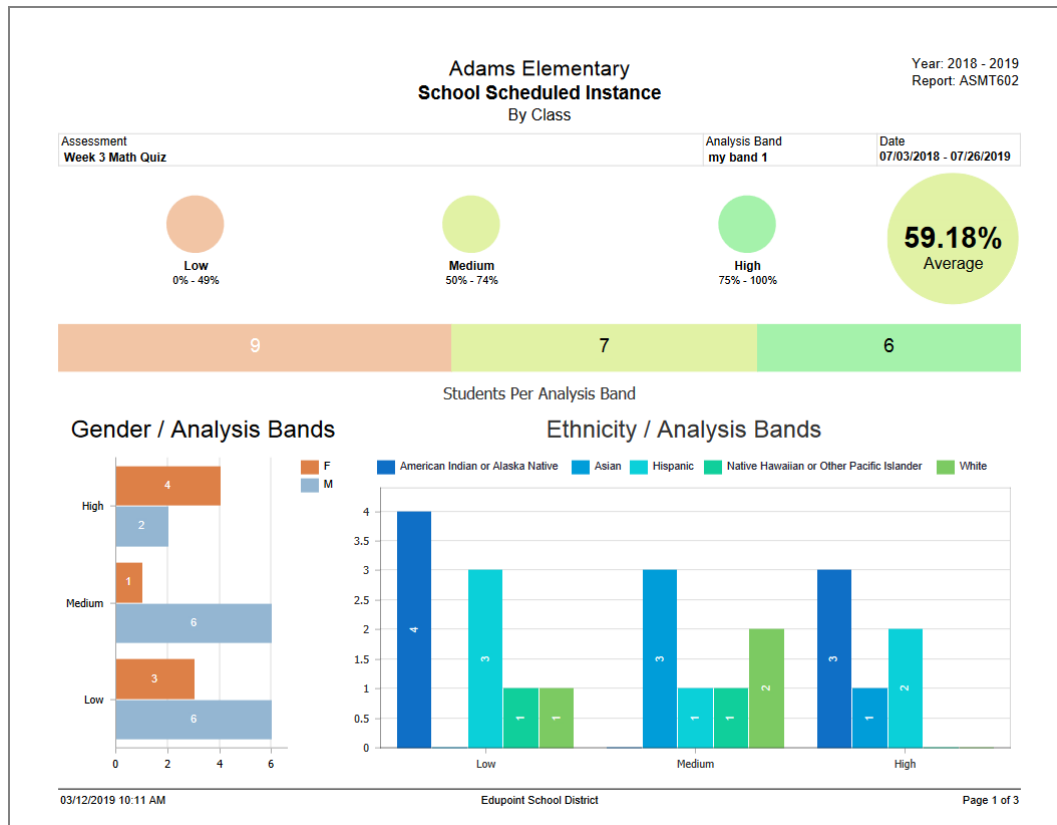 Adams Elementary
School Scheduled Instance
By Class
Year: 2018 - 2019
Report: ASMT602
Assessment
Week 3 Math Quiz
Analysis Band
my band 1
Date
07/03/2018 - 07/26/2019
Low
0% - 49%
Medium
50% - 74%
High
75% - 100%
59.18%
Average
9 7 6
Students Per Analysis Band
Gender / Analysis Bands
F
M
High
4
2
Medium
1
6
Low
3
6
0 2 4 6
Ethnicity / Analysis Bands
American Indian or Alaska Native Asian Hispanic Native Hawaiian or Other Pacific Islander White
4
3.5
3
2.5
2
1.5
1
0.5
0
4 3 1 1
3 1 1 2
3 1 2
Low Medium High
03/12/2019 10:11 AM Edupoint School District Page 1 of 3